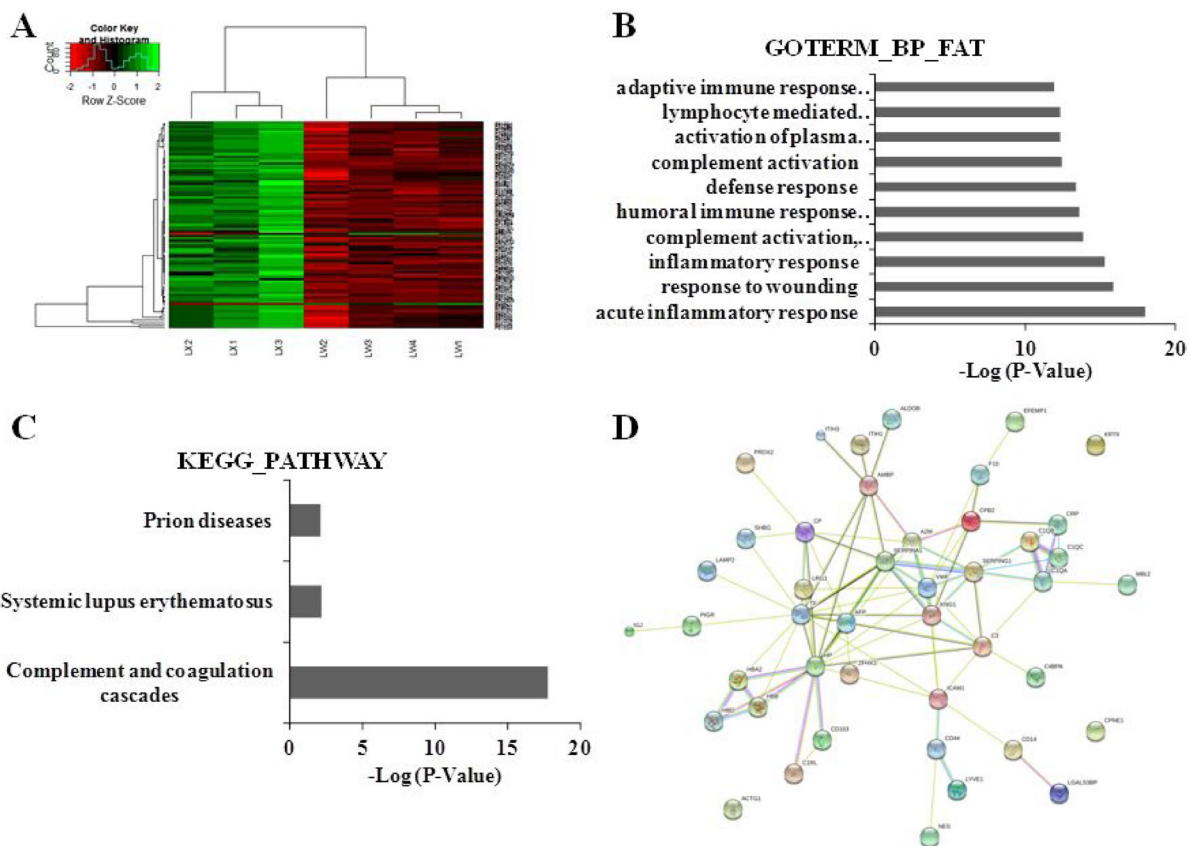 A
Color Key
and Histogram
Count
-2 -1 0 1 2
Row Z-Score
LX2
LX1
LX3
LW2
LW3
LW4
LW1
B
GOTERM_BP_FAT
adaptive immune response..
lymphocyte mediated..
activation of plasma..
complement activation
defense response
humoral immune response..
complement activation,..
inflammatory response
response to wounding
acute inflammatory response
0 10 20
-Log (P-Value)
C
KEGG_PATHWAY
Prion diseases
Systemic lupus erythematosus
Complement and coagulation
cascades
0 5 10 15 20
-Log (P-Value)
D
ALDOB
EFEMP1
ITIH3
ITIH1
PRDX2
AMBP
F10
CP
CPB2
CRP
SHBG
A2M
C1QB
C1QC
SERPINA1
SERPING1
LAMP2
C1QA
MBL2
LRG1
VWF
TF
AFP
KNG1
PIGR
IGJ
C3
HP
HBA2
C4BPA
HBB
ICAM1
CD163
CPNE1
CD44
CD14
C1RL
LYVE1
LGALS3BP
ACTG1